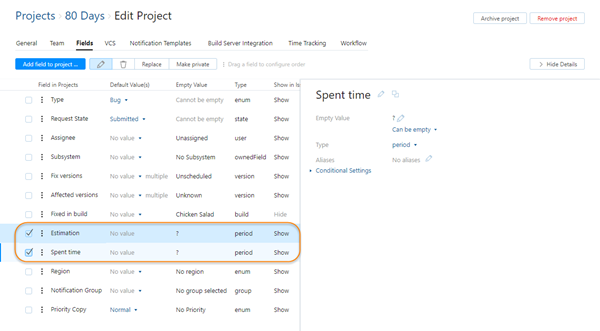 Projects › 80 Days › Edit Project
Archive project
Remove project
General Team Fields VCS Notification Templates Build Server Integration Time Tracking Workflow
Add field to project ... Replace Make private Drag a field to configure order › Hide Details
Field in Projects Default Value(s) Empty Value Type Show in Is
Type Bug Cannot be empty enum Show
Request State Submitted Cannot be empty state Show
Assignee No value Unassigned user Show
Subsystem No value No Subsystem ownedField Show
Fix versions No value multiple Unscheduled version Show
Affected versions No value multiple Unknown version Show
Fixed in build No value Chicken Salad build Hide
Estimation No value ? period Show
Spent time No value ? period Show
Region No value No region enum Show
Notification Group No value No group selected group Show
Priority Copy Normal No Priority enum Show
Spent time
Empty Value ?
Can be empty
Type period
Aliases No aliases
Conditional Settings